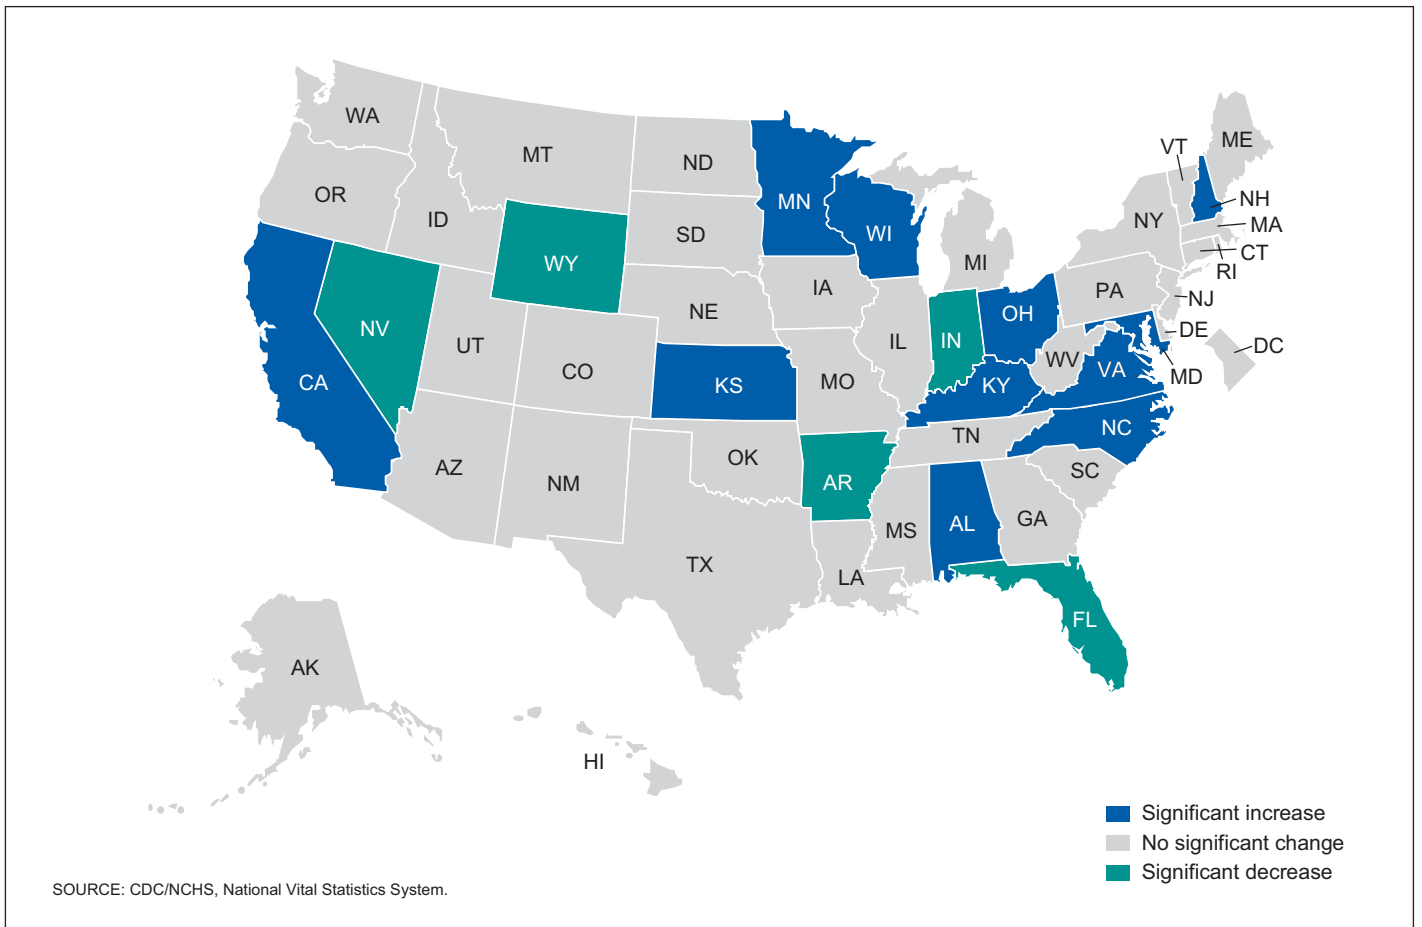 WA
MT
ND
MN
VT
ME
OR
ID
SD
WI
NY
NH
MA
WY
MI
CT
RI
IA
PA
NE
NJ
NV
OH
DE
UT
IL
IN
WV
DC
CO
CA
KS
MO
KY
VA
MD
TN
NC
AZ
OK
SC
NM
AR
MS
AL
GA
TX
LA
FL
AK
HI
Significant increase
No significant change
Significant decrease
SOURCE: CDC/NCHS, National Vital Statistics System.